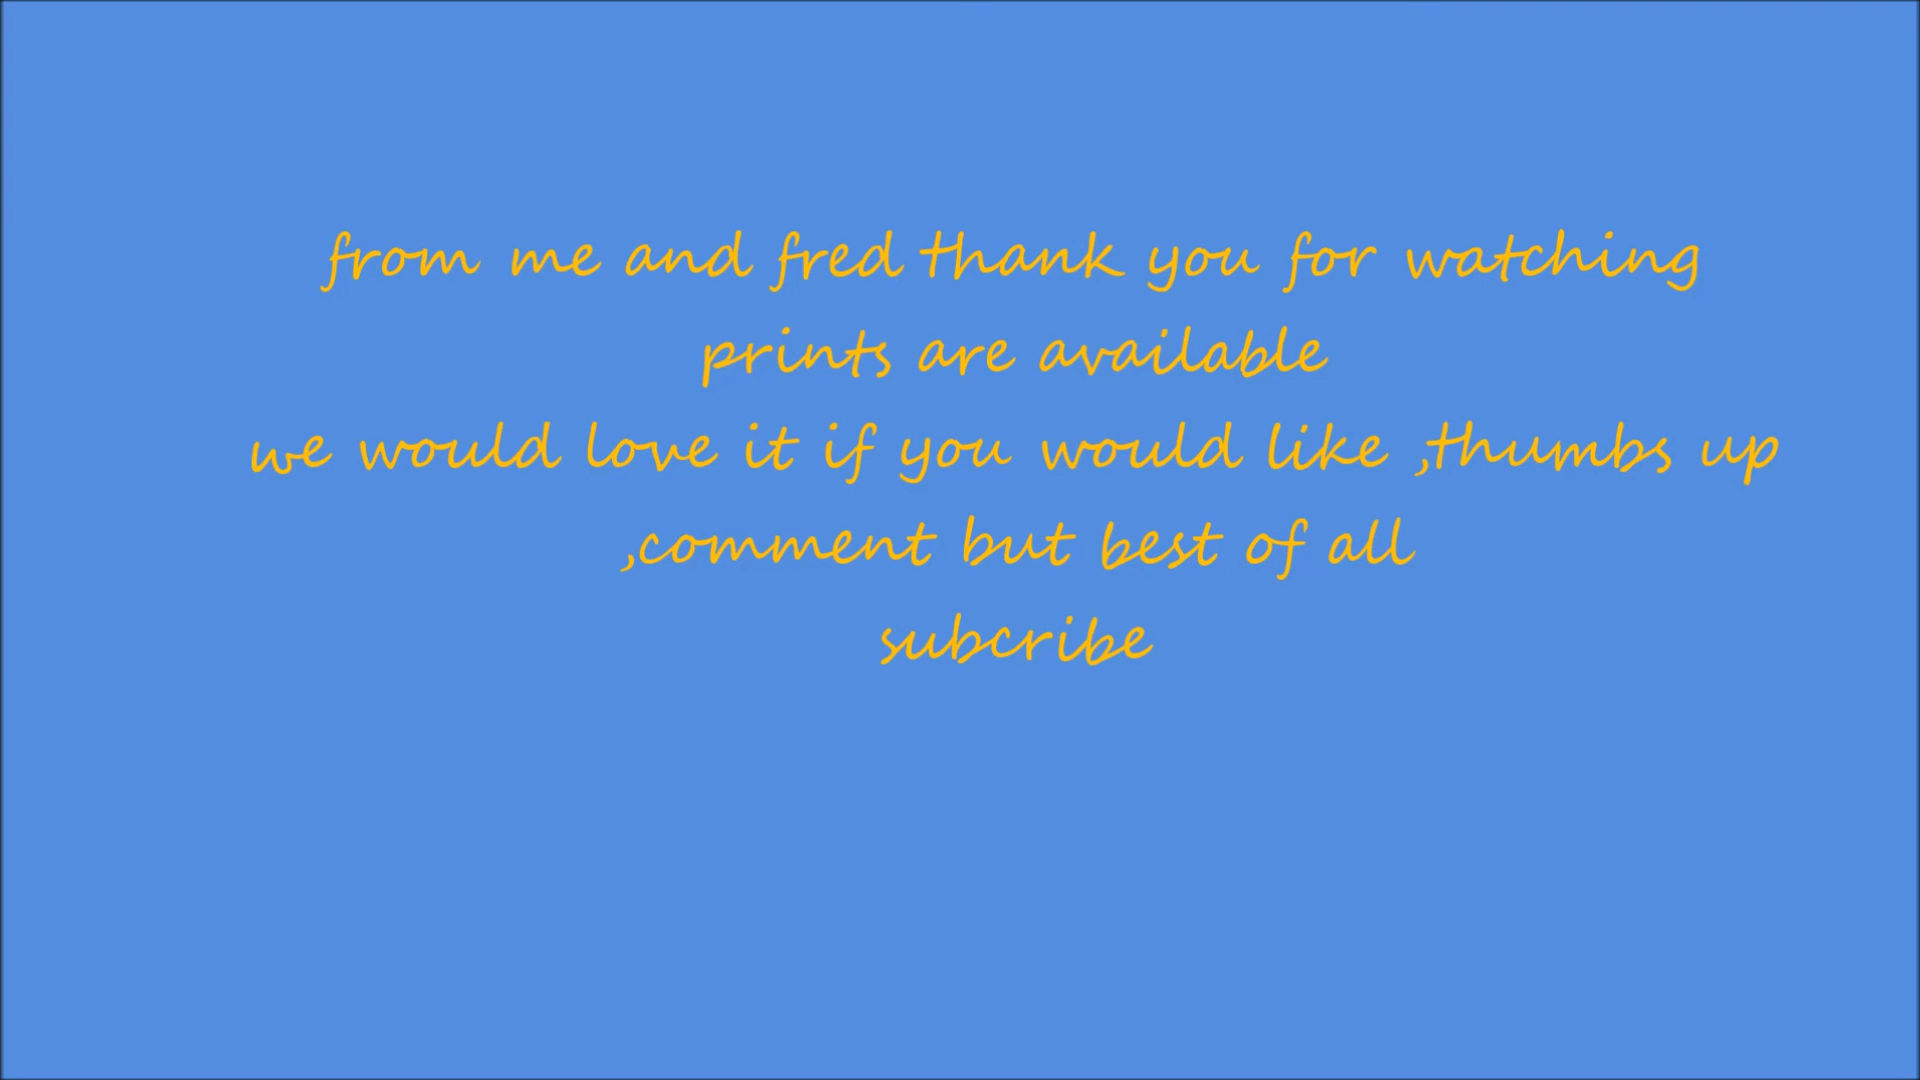 from me and fred thank you for watching
prints are available
we would love it if you would like ,thumbs up
,comment but best of all
subcribe